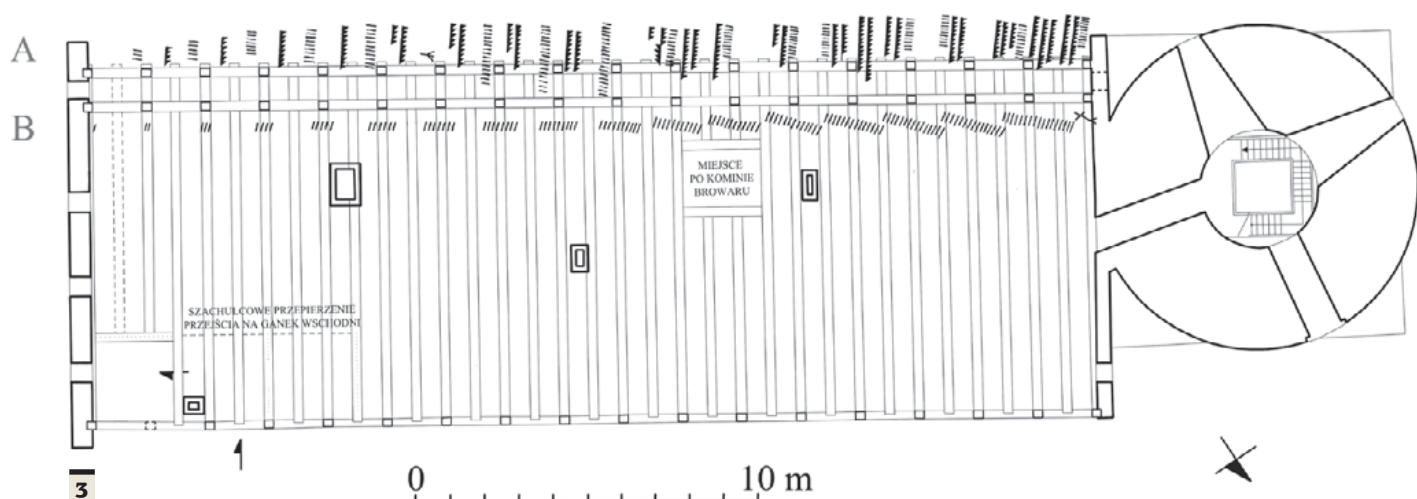 A
B
MIEJSCE
PO KOMINIE
BROWARU
SZACHULCOWE PRZEPIERZENIE
PRZEJŚCIA NA GANEK WSCHODNI
3
0 10 m